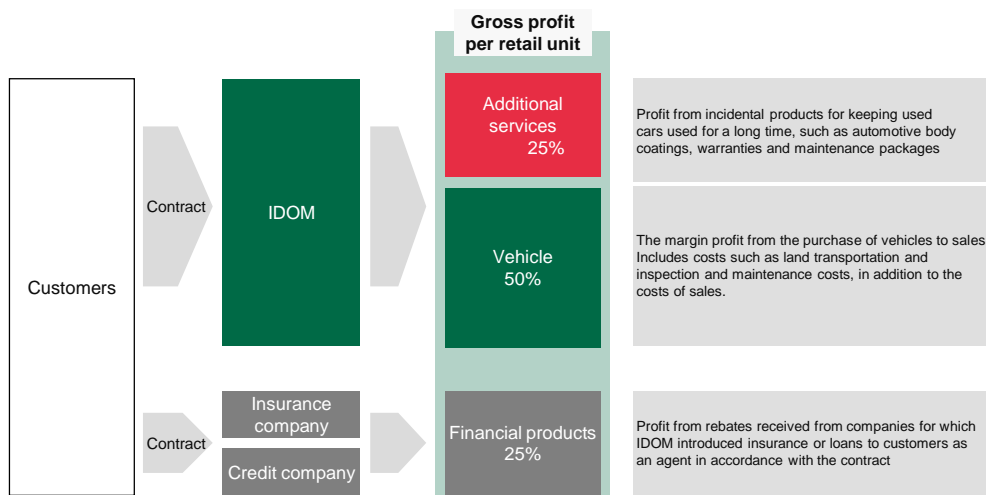 Gross profit
per retail unit
Customers
Contract
IDOM
Additional
services
25%
Profit from incidental products for keeping used
cars used for a long time, such as automotive body
coatings, warranties and maintenance packages
Vehicle
50%
The margin profit from the purchase of vehicles to sales
Includes costs such as land transportation and
inspection and maintenance costs, in addition to the
costs of sales.
Contract
Insurance
company
Credit company
Financial products
25%
Profit from rebates received from companies for which
IDOM introduced insurance or loans to customers as
an agent in accordance with the contract